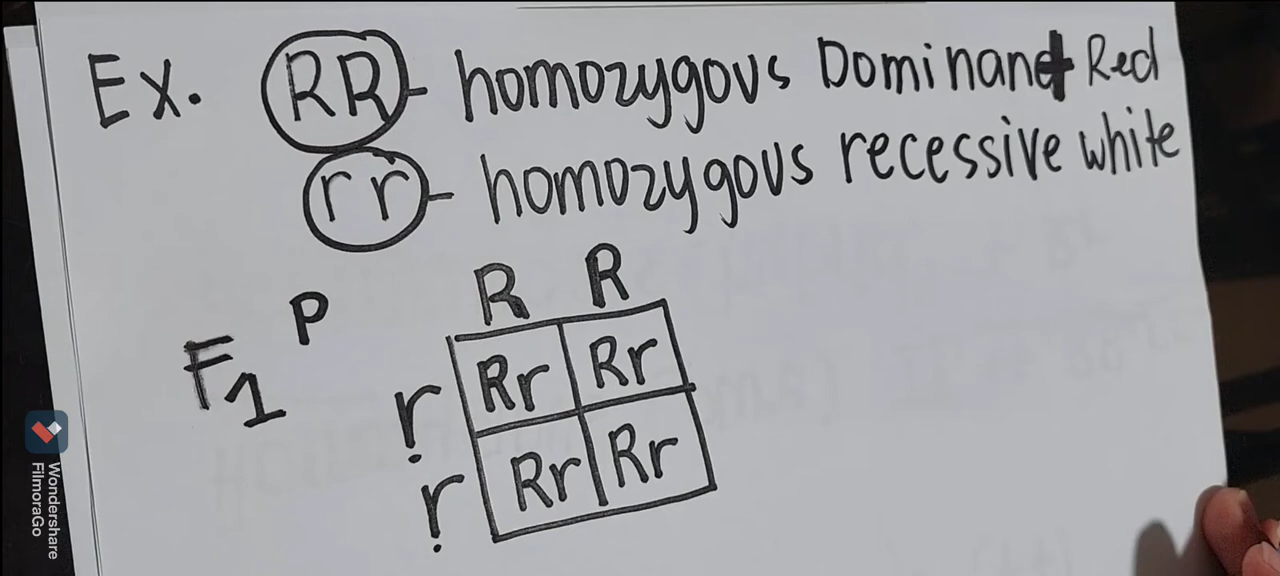 Ex. RR - homozygous Dominant Red
rr - homozygous recessive white
P
F1
R R
r Rr Rr
r Rr Rr
Wondershare
FilmoraGo